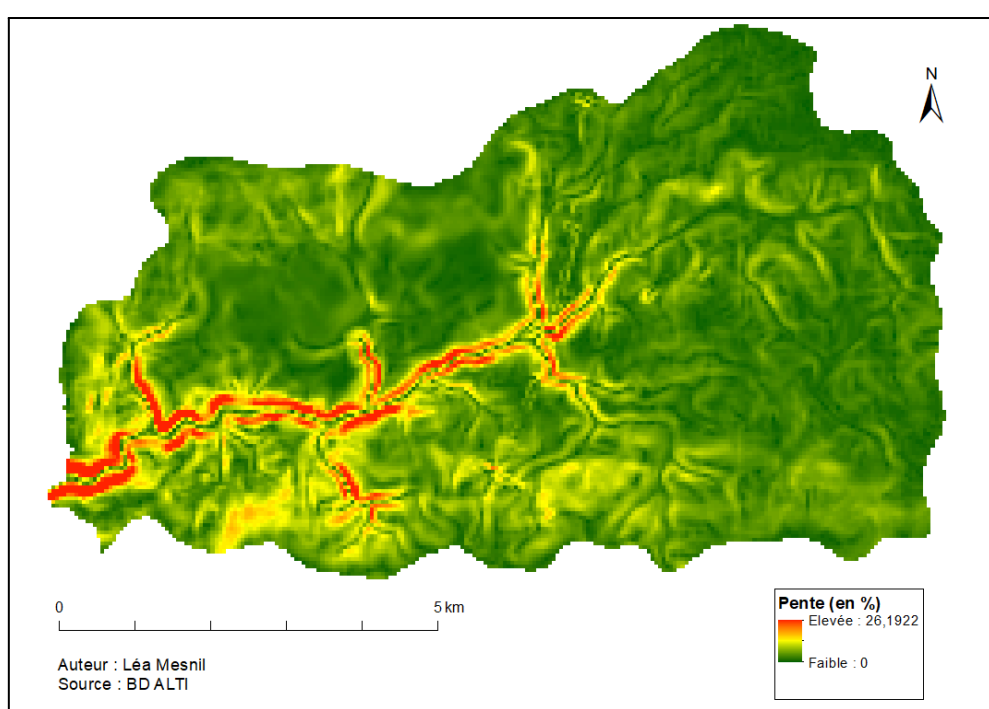 N
0 5 km
Auteur : Léa Mesnil
Source : BD ALTI
Pente (en %)
Elevée : 26,1922
Faible : 0